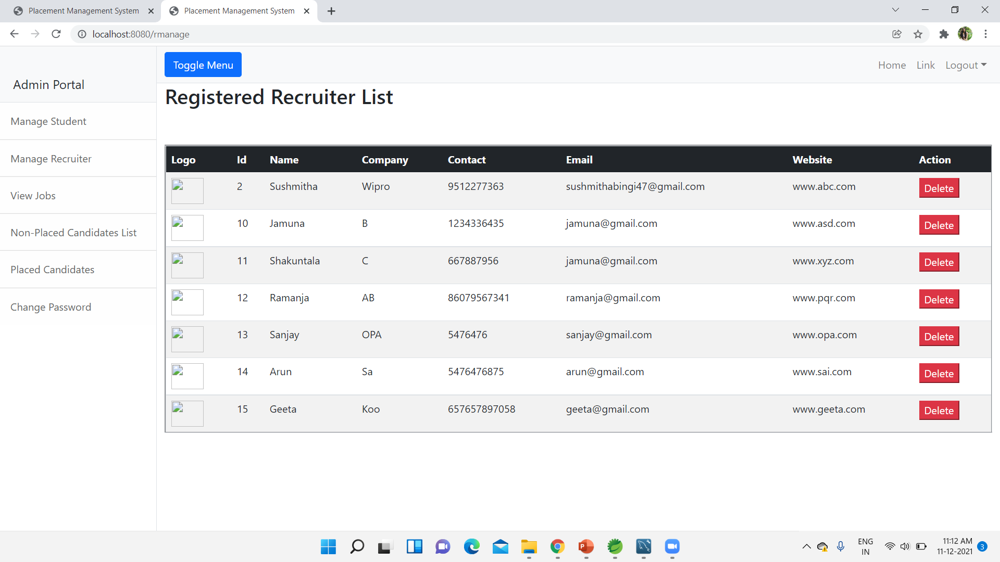 Placement Management System
Placement Management System
localhost:8080/rmanage
Toggle Menu
Home Link Logout
Admin Portal
Manage Student
Manage Recruiter
View Jobs
Non-Placed Candidates List
Placed Candidates
Change Password
Registered Recruiter List
Logo Id Name Company Contact Email Website Action
2 Sushmitha Wipro 9512277363 sushmithabingi47@gmail.com www.abc.com Delete
10 Jamuna B 1234336435 jamuna@gmail.com www.asd.com Delete
11 Shakuntala C 667887956 jamuna@gmail.com www.xyz.com Delete
12 Ramanja AB 86079567341 ramanja@gmail.com www.pqr.com Delete
13 Sanjay OPA 5476476 sanjay@gmail.com www.opa.com Delete
14 Arun Sa 5476476875 arun@gmail.com www.sai.com Delete
15 Geeta Koo 657657897058 geeta@gmail.com www.geeta.com Delete
P
ENG
IN
11:12 AM
11-12-2021
3